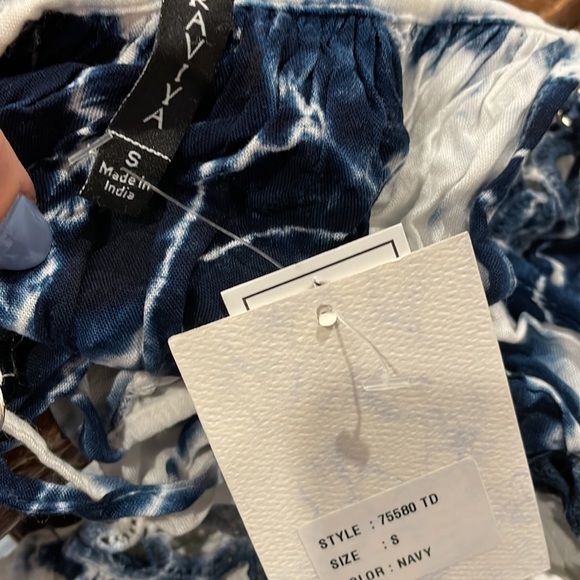 RAVIYA
S
Made in
India
STYLE : 75580 TD
SIZE : S
COLOR : NAVY